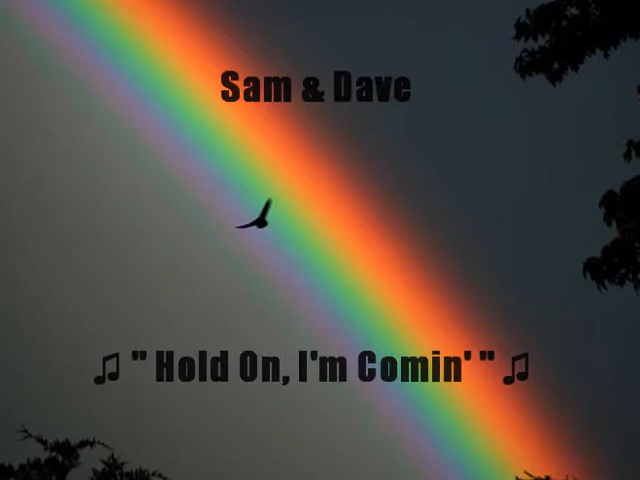 Sam & Dave
♫ " Hold On, I'm Comin' " ♫